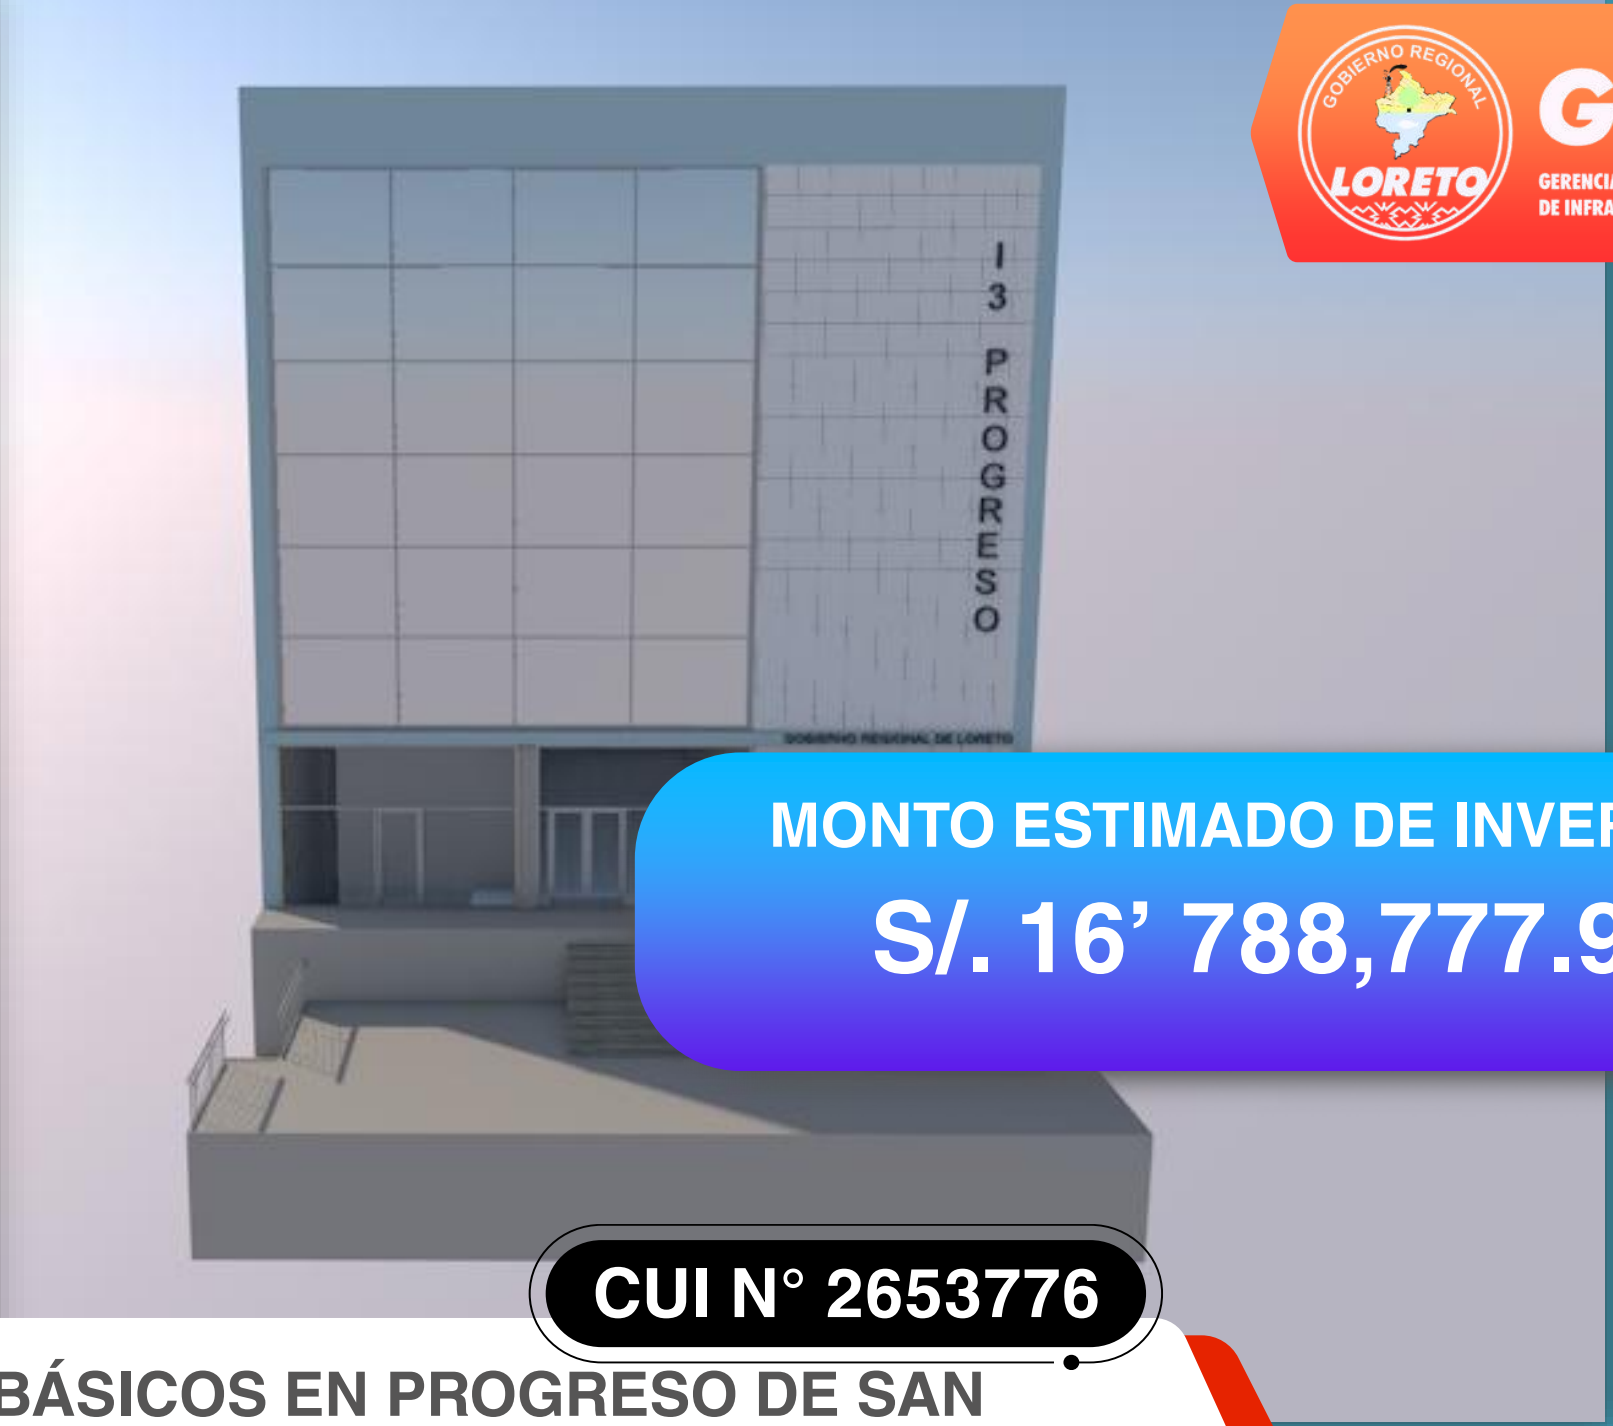 GOBIERNO REGIONAL
LORETO
G
GERENCIA
DE INFRA
I3 PROGRESO
GOBIERNO REGIONAL DE LORETO
MONTO ESTIMADO DE INVER
S/. 16’ 788,777.9
CUI N° 2653776
BÁSICOS EN PROGRESO DE SAN